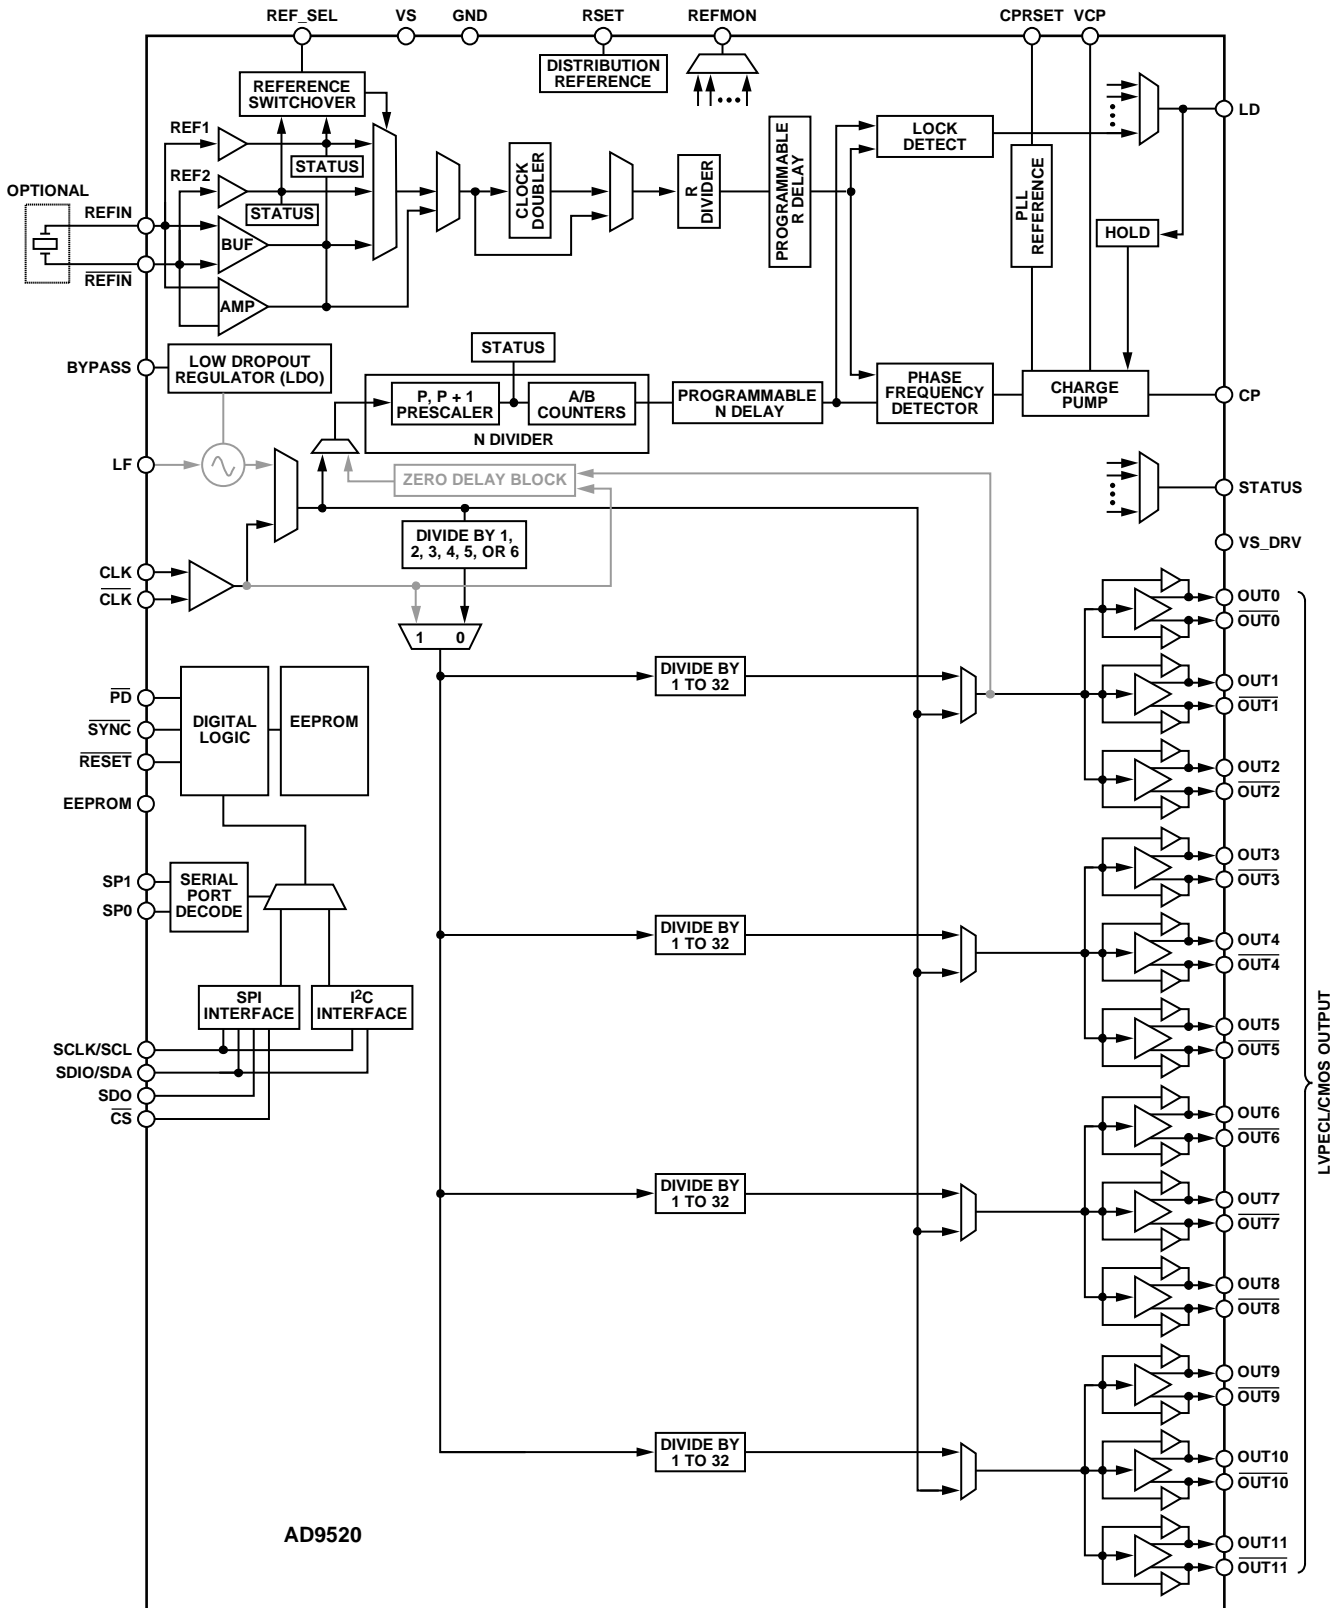 REF_SEL VS GND RSET REFMON CPRSET VCP
DISTRIBUTION
REFERENCE
REFERENCE
SWITCHOVER
REF1
REF2
STATUS
STATUS
OPTIONAL
REFIN
REFIN
BUF
AMP
CLOCK
DOUBLER
R
DIVIDER
PROGRAMMABLE
R DELAY
LOCK
DETECT
PLL
REFERENCE
HOLD
LD
BYPASS
LOW DROPOUT
REGULATOR (LDO)
STATUS
P, P + 1
PRESCALER
A/B
COUNTERS
N DIVIDER
PROGRAMMABLE
N DELAY
PHASE
FREQUENCY
DETECTOR
CHARGE
PUMP
CP
LF
ZERO DELAY BLOCK
STATUS
DIVIDE BY 1,
2, 3, 4, 5, OR 6
VS_DRV
CLK
CLK
1 0
OUT0
OUT0
DIVIDE BY
1 TO 32
OUT1
OUT1
PD
SYNC
RESET
DIGITAL
LOGIC
EEPROM
OUT2
OUT2
EEPROM
SP1
SP0
SERIAL
PORT
DECODE
OUT3
OUT3
DIVIDE BY
1 TO 32
OUT4
OUT4
SPI
INTERFACE
I2C
INTERFACE
OUT5
OUT5
SCLK/SCL
SDIO/SDA
SDO
CS
LVPECL/CMOS OUTPUT
OUT6
OUT6
DIVIDE BY
1 TO 32
OUT7
OUT7
OUT8
OUT8
OUT9
OUT9
DIVIDE BY
1 TO 32
OUT10
OUT10
AD9520
OUT11
OUT11